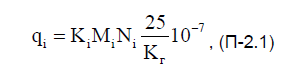 qᵢ = KᵢMᵢNᵢ 25/Kᵣ 10⁻⁷ , (П-2.1)